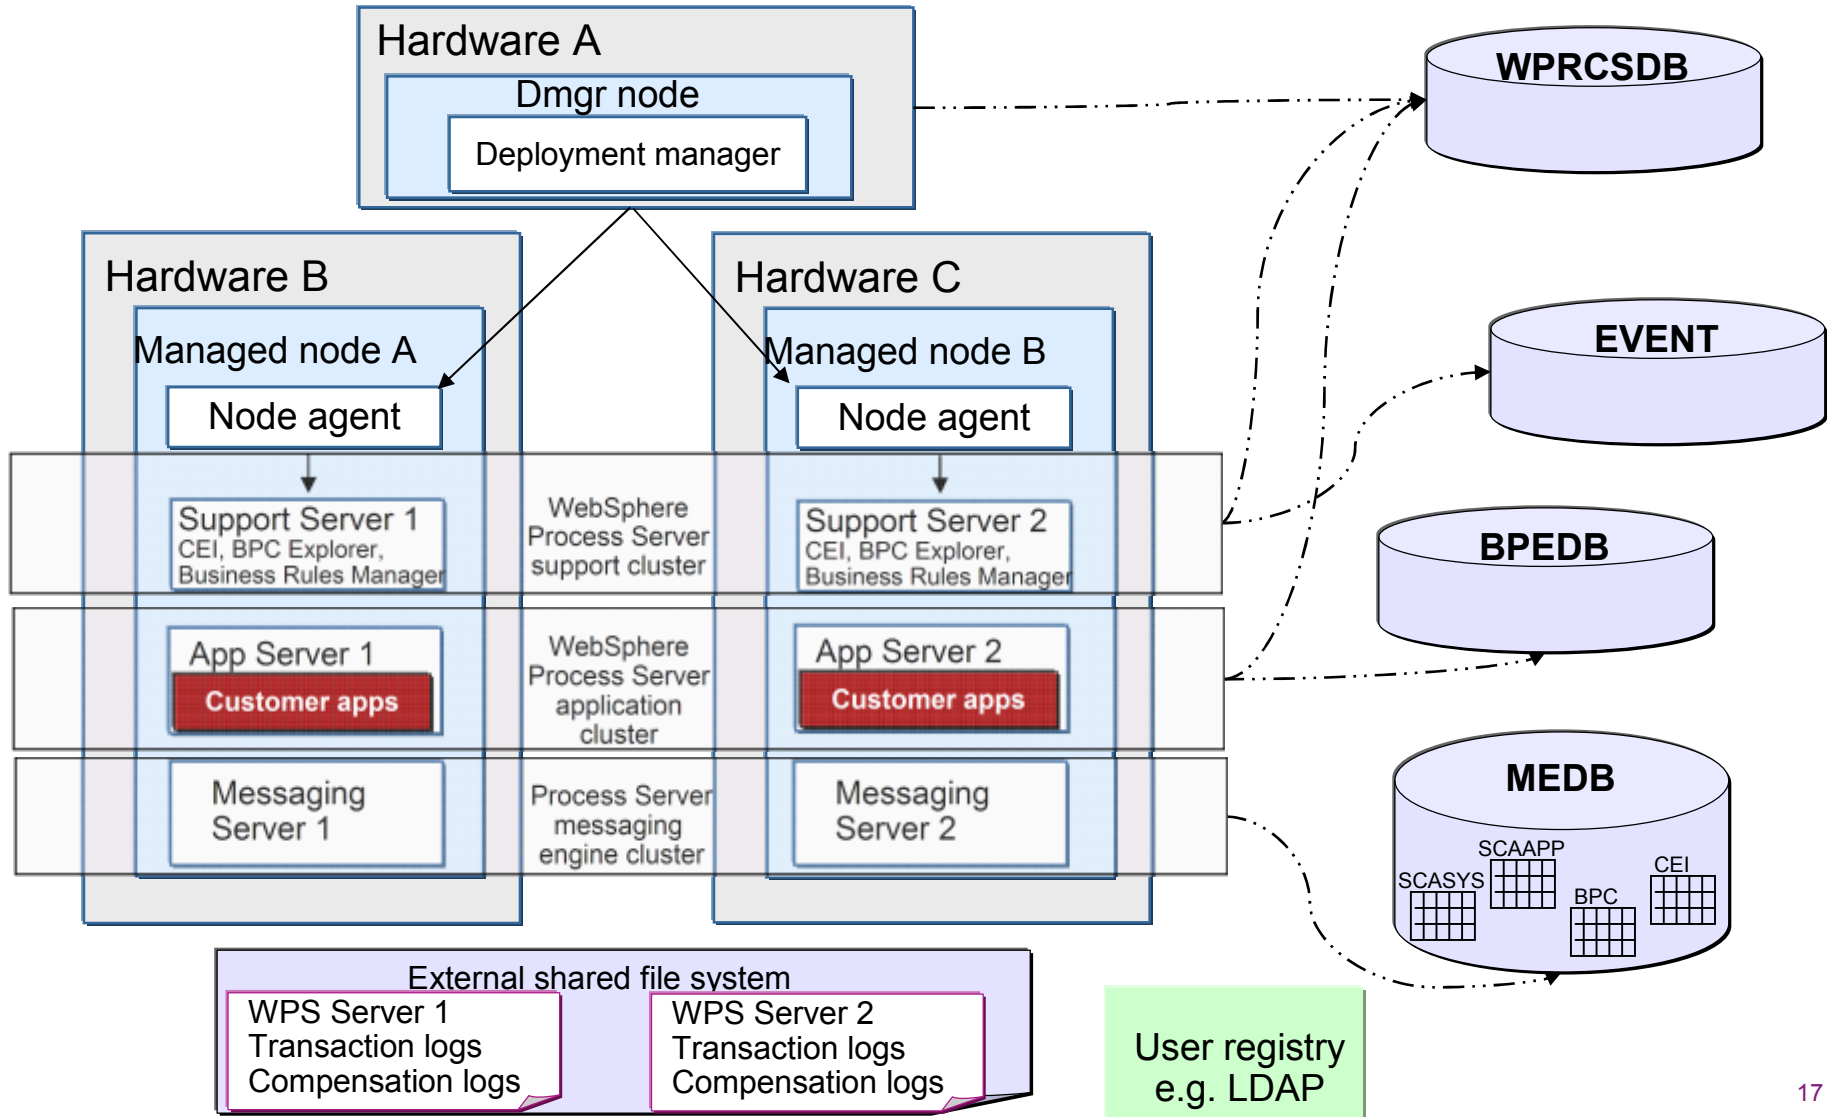 Hardware A
Dmgr node
Deployment manager
WPRCSDB
Hardware B
Managed node A
Node agent
Hardware C
Managed node B
Node agent
EVENT
Support Server 1
CEI, BPC Explorer,
Business Rules Manager
WebSphere
Process Server
support cluster
Support Server 2
CEI, BPC Explorer,
Business Rules Manager
BPEDB
App Server 1
Customer apps
WebSphere
Process Server
application
cluster
App Server 2
Customer apps
Messaging
Server 1
Process Server
messaging
engine cluster
Messaging
Server 2
MEDB
SCAAPP
SCASYS
CEI
BPC
External shared file system
WPS Server 1
Transaction logs
Compensation logs
WPS Server 2
Transaction logs
Compensation logs
User registry
e.g. LDAP
17